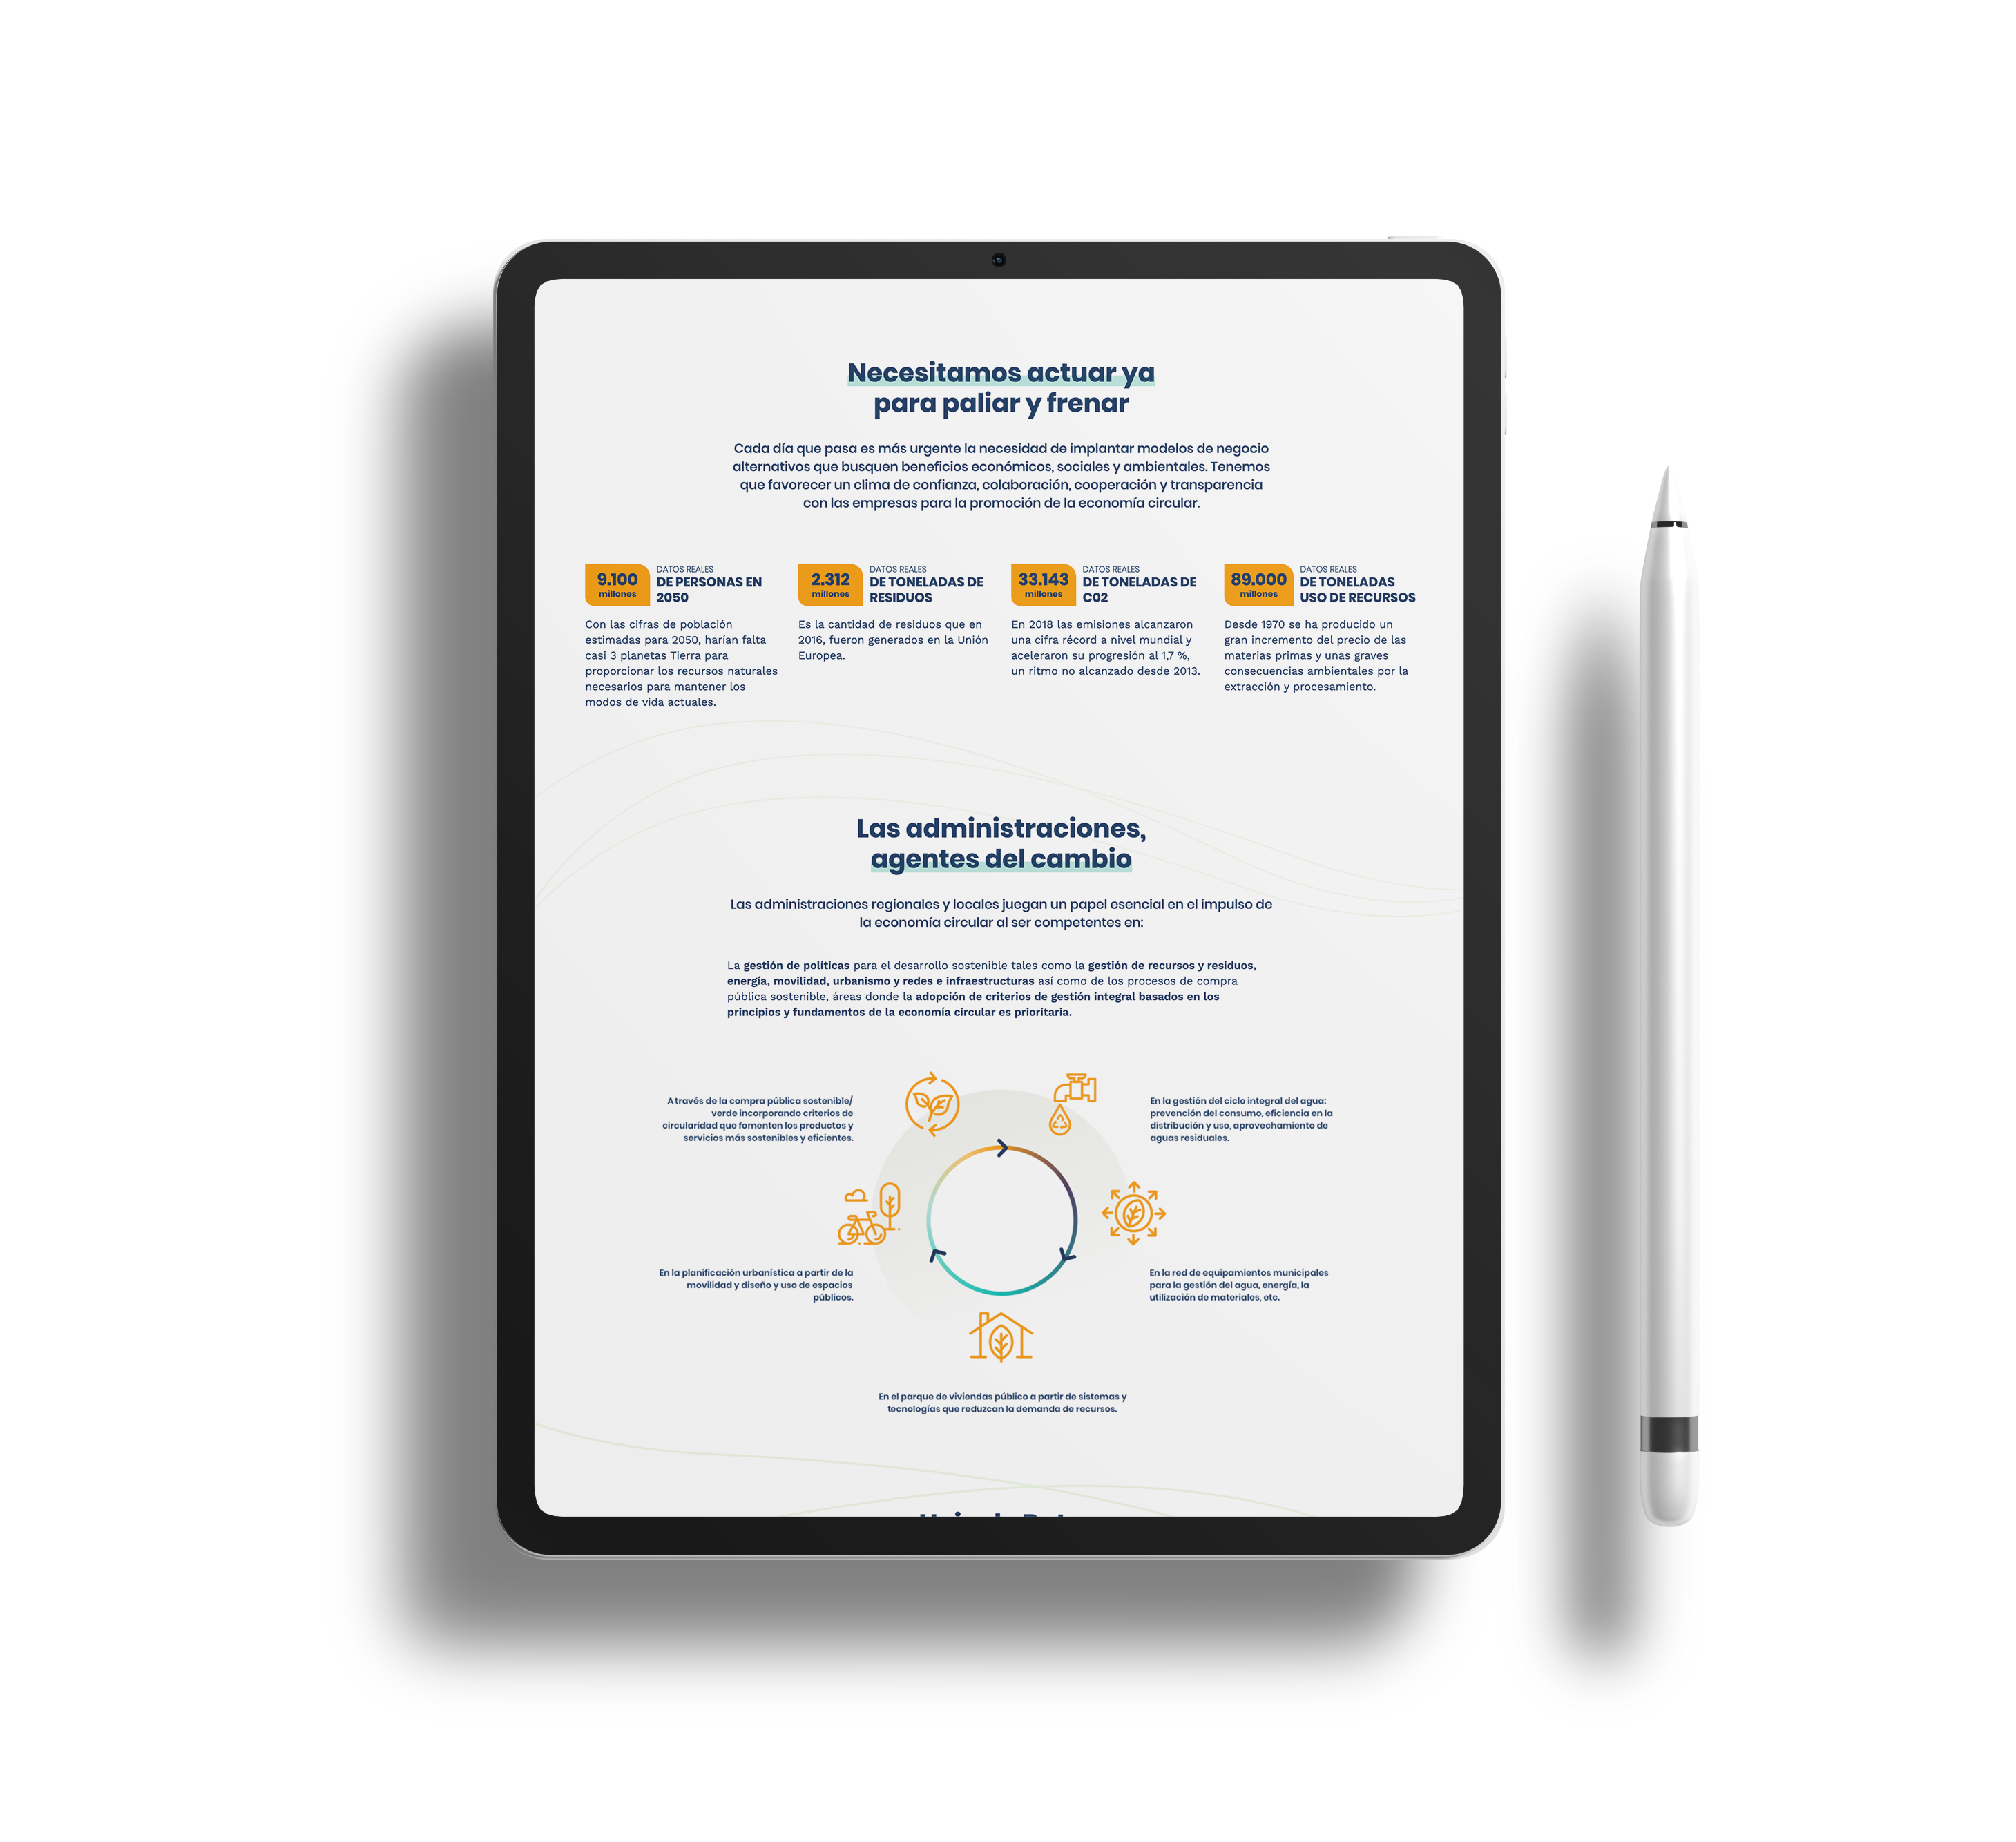 Necesitamos actuar ya
para paliar y frenar
Cada día que pasa es más urgente la necesidad de implantar modelos de negocio
alternativos que busquen beneficios económicos, sociales y ambientales. Tenemos
que favorecer un clima de confianza, colaboración, cooperación y transparencia
con las empresas para la promoción de la economía circular.
9.100
millones
DATOS REALES
DE PERSONAS EN
2050
Con las cifras de población
estimadas para 2050, harían falta
casi 3 planetas Tierra para
proporcionar los recursos naturales
necesarios para mantener los
modos de vida actuales.
2.312
millones
DATOS REALES
DE TONELADAS DE
RESIDUOS
Es la cantidad de residuos que en
2016, fueron generados en la Unión
Europea.
33.143
millones
DATOS REALES
DE TONELADAS DE
C02
En 2018 las emisiones alcanzaron
una cifra récord a nivel mundial y
aceleraron su progresión al 1,7 %,
un ritmo no alcanzado desde 2013.
89.000
millones
DATOS REALES
DE TONELADAS
USO DE RECURSOS
Desde 1970 se ha producido un
gran incremento del precio de las
materias primas y unas graves
consecuencias ambientales por la
extracción y procesamiento.
Las administraciones,
agentes del cambio
Las administraciones regionales y locales juegan un papel esencial en el impulso de
la economía circular al ser competentes en:
La gestión de políticas para el desarrollo sostenible tales como la gestión de recursos y residuos,
energía, movilidad, urbanismo y redes e infraestructuras así como de los procesos de compra
pública sostenible, áreas donde la adopción de criterios de gestión integral basados en los
principios y fundamentos de la economía circular es prioritaria.
A través de la compra pública sostenible/
verde incorporando criterios de
circularidad que fomenten los productos y
servicios más sostenibles y eficientes.
En la gestión del ciclo integral del agua:
prevención del consumo, eficiencia en la
distribución y uso, aprovechamiento de
aguas residuales.
En la planificación urbanística a partir de la
movilidad y diseño y uso de espacios
públicos.
En la red de equipamientos municipales
para la gestión del agua, energía, la
utilización de materiales, etc.
En el parque de viviendas público a partir de sistemas y
tecnologías que reduzcan la demanda de recursos.